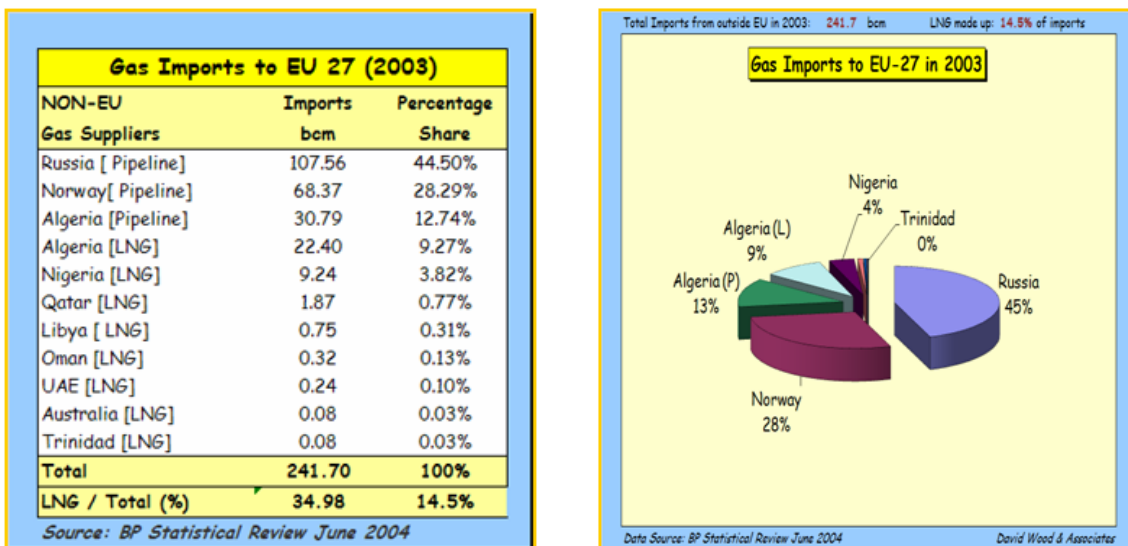 Gas Imports to EU 27 (2003)
NON-EU Imports Percentage
Gas Suppliers bcm Share
Russia [ Pipeline] 107.56 44.50%
Norway[ Pipeline] 68.37 28.29%
Algeria [Pipeline] 30.79 12.74%
Algeria [LNG] 22.40 9.27%
Nigeria [LNG] 9.24 3.82%
Qatar [LNG] 1.87 0.77%
Libya [ LNG] 0.75 0.31%
Oman [LNG] 0.32 0.13%
UAE [LNG] 0.24 0.10%
Australia [LNG] 0.08 0.03%
Trinidad [LNG] 0.08 0.03%
Total 241.70 100%
LNG / Total (%) 34.98 14.5%
Source: BP Statistical Review June 2004
Total Imports from outside EU in 2003: 241.7 bcm LNG made up: 14.5% of imports
Gas Imports to EU-27 in 2003
Nigeria
4%
Trinidad
0%
Algeria (L)
9%
Algeria (P)
13%
Russia
45%
Norway
28%
Data Source: BP Statistical Review June 2004 David Wood & Associates